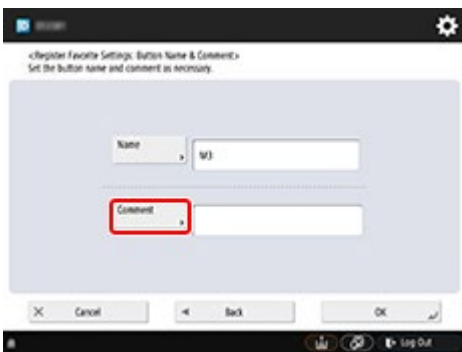 <Register Favorite Settings: Button Name & Comment>
Set the button name and comment as necessary.
Name
M3
Comment
Cancel
Back
OK
Log Out